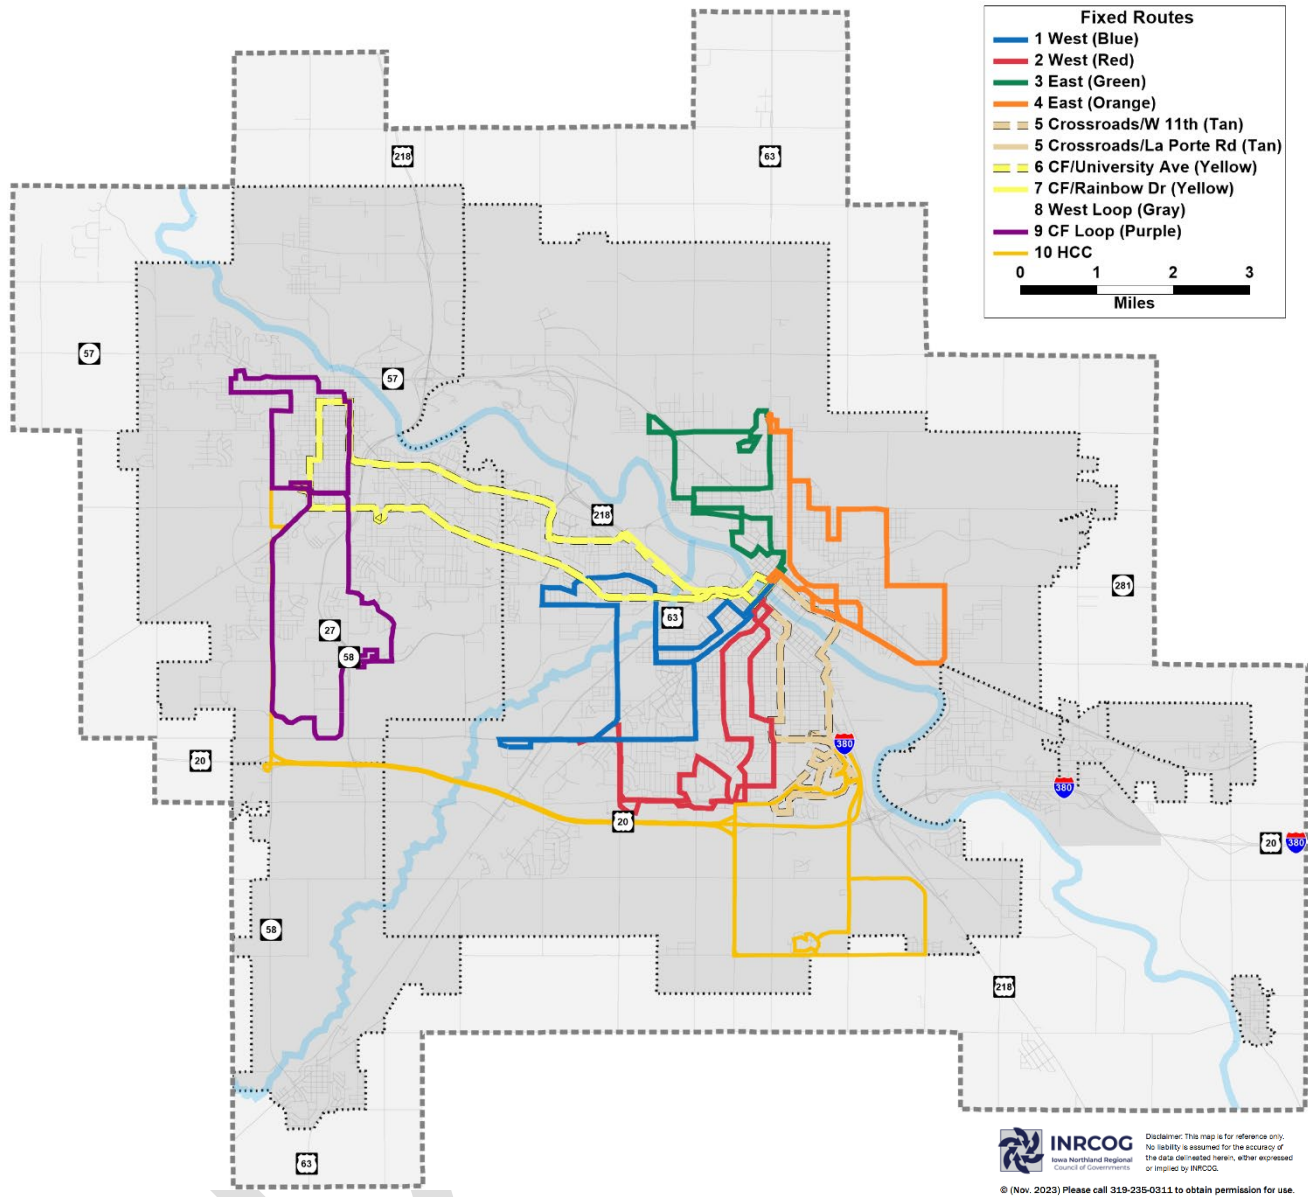 Fixed Routes
1 West (Blue)
2 West (Red)
3 East (Green)
4 East (Orange)
5 Crossroads/W 11th (Tan)
5 Crossroads/La Porte Rd (Tan)
6 CF/University Ave (Yellow)
7 CF/Rainbow Dr (Yellow)
8 West Loop (Gray)
9 CF Loop (Purple)
10 HCC
0 1 2 3
Miles
218
63
57
57
218
281
63
27
58
380
20
380
20
20
380
58
218
63
INRCOG
Iowa Northland Regional
Council of Governments
Disclaimer: This map is for reference only.
No liability is assumed for the accuracy of
the data delineated herein, either expressed
or implied by INRCOG.
© (Nov. 2023) Please call 319-235-0311 to obtain permission for use.